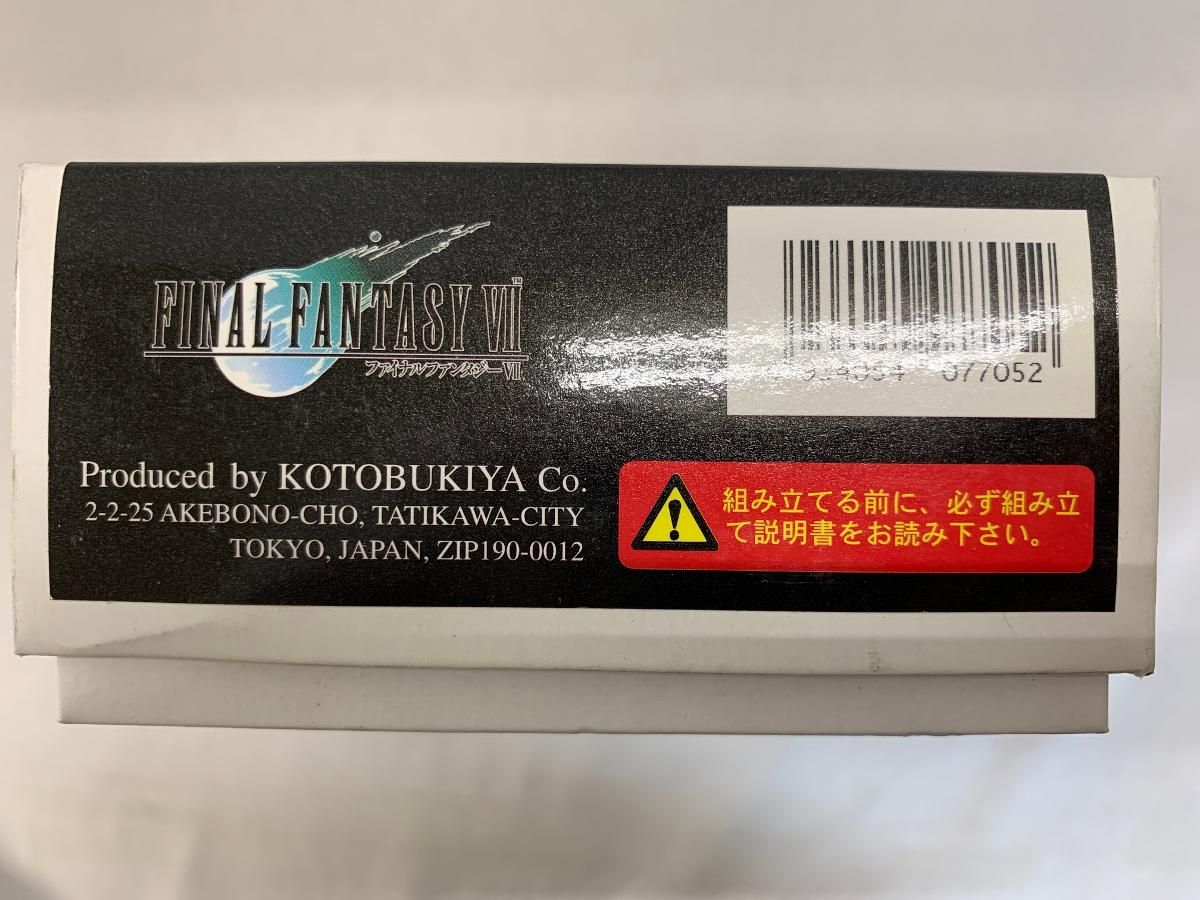 FINAL FANTASY VII™
ファイナルファンタジーVII
077052
Produced by KOTOBUKIYA Co.
2-2-25 AKEBONO-CHO, TATIKAWA-CITY
TOKYO, JAPAN, ZIP190-0012
組み立てる前に、必ず組み立
て説明書をお読み下さい。